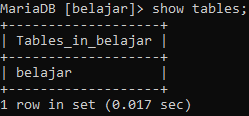 MariaDB [belajar]> show tables;
+-------------------+
| Tables_in_belajar |
+-------------------+
| belajar           |
+-------------------+
1 row in set (0.017 sec)